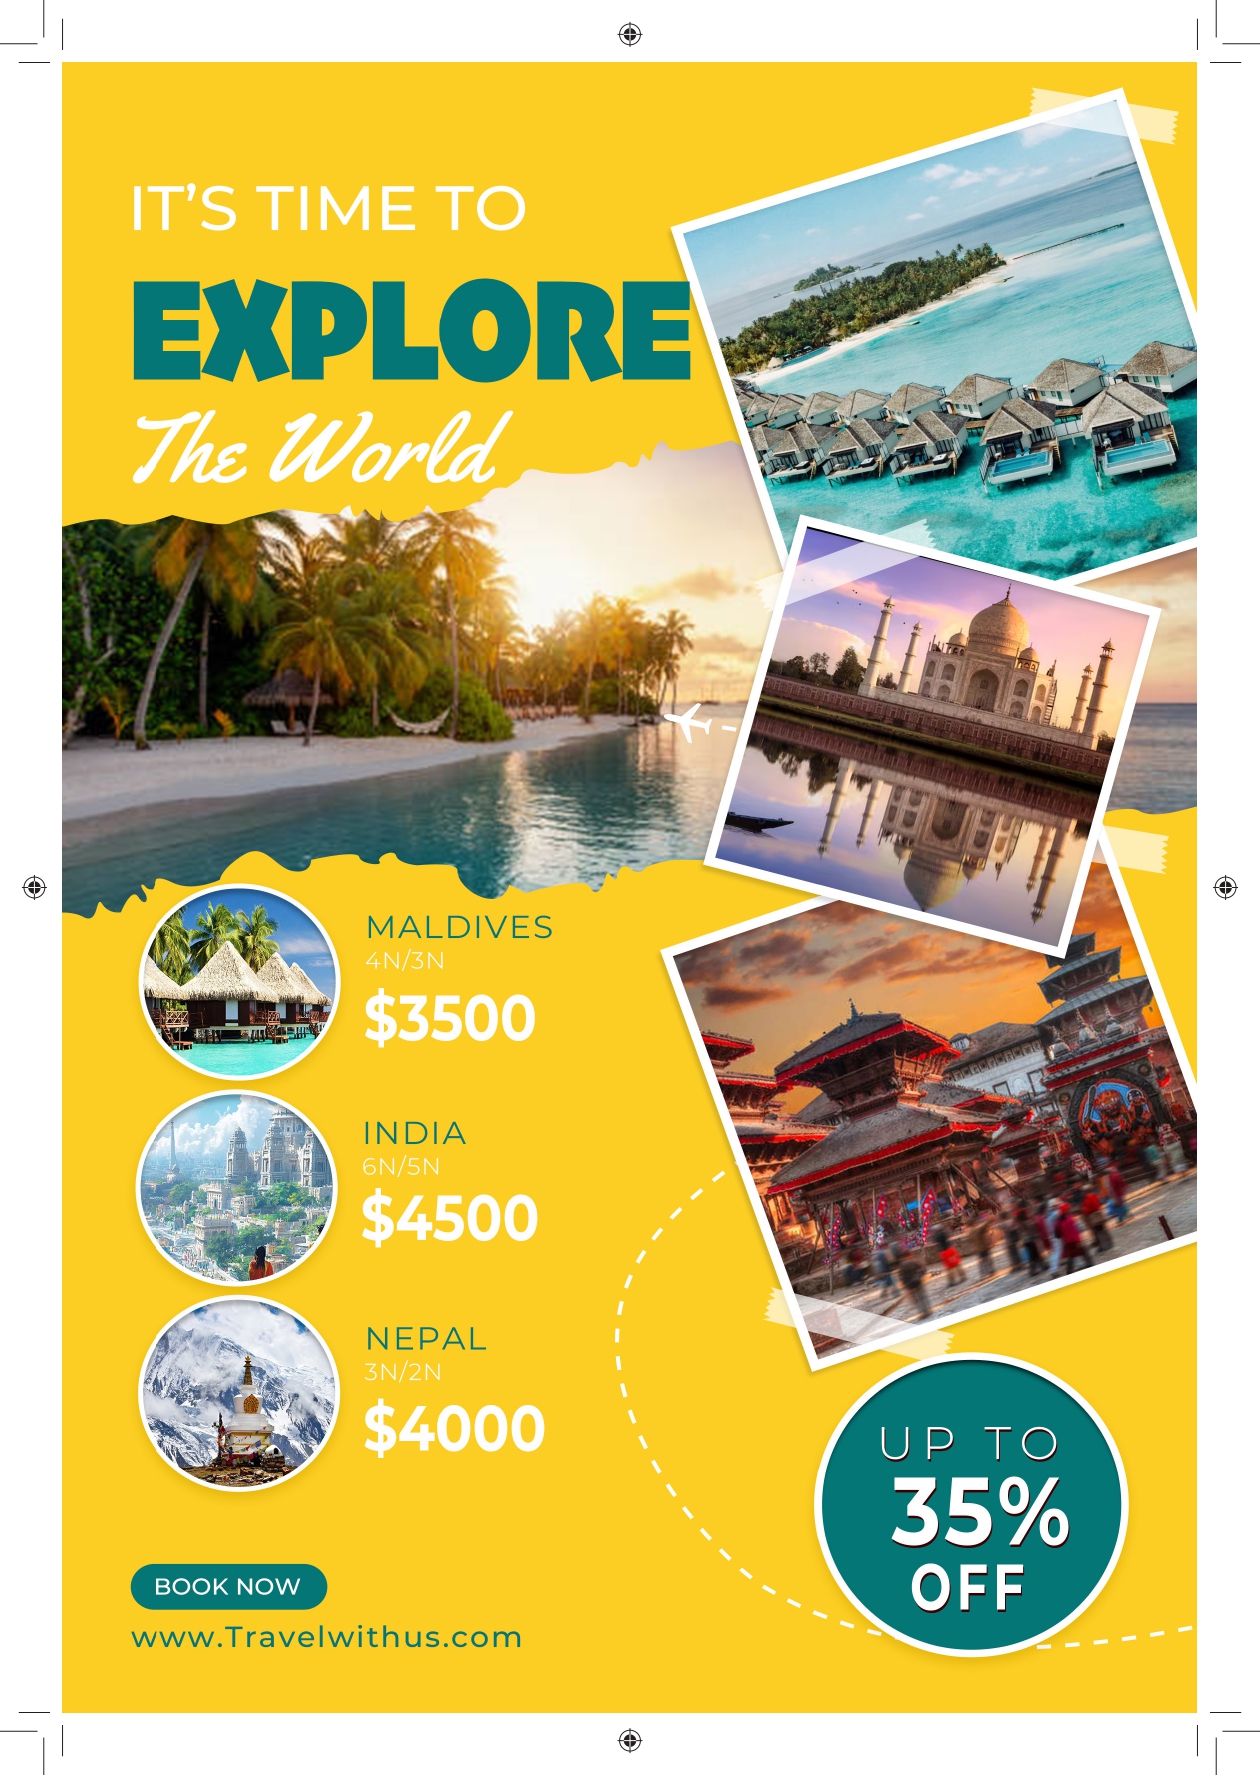 IT’S TIME TO
EXPLORE
The World
MALDIVES
4N/3N
$3500
INDIA
6N/5N
$4500
NEPAL
3N/2N
$4000
UP TO
35%
OFF
BOOK NOW
www.Travelwithus.com